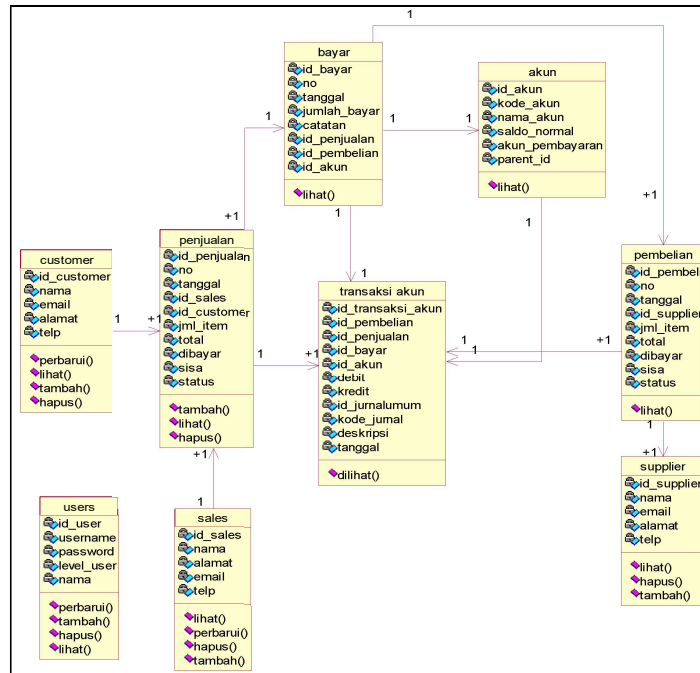 bayar
id_bayar
no
tanggal
jumlah_bayar
catatan
id_penjualan
id_pembelian
id_akun
lihat()
akun
id_akun
kode_akun
nama_akun
saldo_normal
akun_pembayaran
parent_id
lihat()
customer
id_customer
nama
email
alamat
telp
perbarui()
lihat()
tambah()
hapus()
penjualan
id_penjualan
no
tanggal
id_sales
id_customer
jml_item
total
dibayar
sisa
status
tambah()
lihat()
hapus()
transaksi akun
id_transaksi_akun
id_pembelian
id_penjualan
id_bayar
id_akun
debit
kredit
id_jurnalumum
kode_jurnal
deskripsi
tanggal
dilihat()
pembelian
id_pembeli
no
tanggal
id_supplier
jml_item
total
dibayar
sisa
status
lihat()
users
id_user
username
password
level_user
nama
perbarui()
tambah()
hapus()
lihat()
sales
id_sales
nama
alamat
email
telp
lihat()
perbarui()
hapus()
tambah()
supplier
id_supplier
nama
email
alamat
telp
lihat()
hapus()
tambah()
1
+1
1
1
1
+1
1
1
1
1
+1
1
+1
1
1
+1
1
+1
+1
1